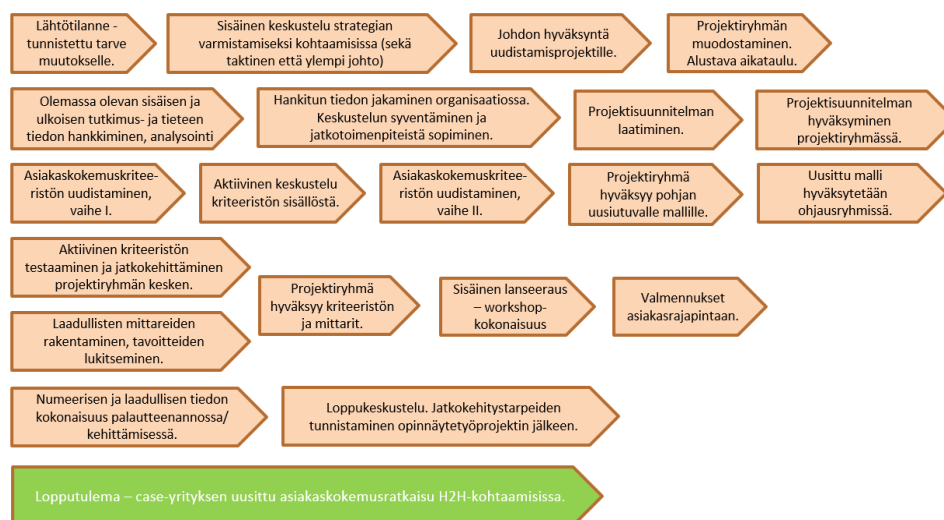 Lähtötilanne -
tunnistettu tarve
muutokselle.
Sisäinen keskustelu strategian
varmistamiseksi kohtaamisissa (sekä
taktinen että ylempi johto)
Johdon hyväksyntä
uudistamisprojektille.
Projektiryhmän
muodostaminen.
Alustava aikataulu.
Olemassa olevan sisäisen ja
ulkoisen tutkimus- ja tieteen
tiedon hankkiminen, analysointi
Hankitun tiedon jakaminen organisaatiossa.
Keskustelun syventäminen ja
jatkotoimenpiteistä sopiminen.
Projektisuunnitelman
laatiminen.
Projektisuunnitelman
hyväksyminen
projektiryhmässä.
Asiakaskokemuskritee-
ristön uudistaminen,
vaihe I.
Aktiivinen keskustelu
kriteeristön sisällöstä.
Asiakaskokemuskritee-
ristön uudistaminen,
vaihe II.
Projektiryhmä
hyväksyy pohjan
uusiutuvalle mallille.
Uusittu malli
hyväksytetään
ohjausryhmissä.
Aktiivinen kriteeristön
testaaminen ja jatkokehittäminen
projektiryhmän kesken.
Laadullisten mittareiden
rakentaminen, tavoitteiden
lukitseminen.
Projektiryhmä
hyväksyy kriteeristön
ja mittarit.
Sisäinen lanseeraus
– workshop-
kokonaisuus
Valmennukset
asiakasrajapintaan.
Numeerisen ja laadullisen tiedon
kokonaisuus palautteenannossa/
kehittämisessä.
Loppukeskustelu. Jatkokehitystarpeiden
tunnistaminen opinnäytetyöprojektin jälkeen.
Lopputulema – case-yrityksen uusittu asiakaskokemusratkaisu H2H-kohtaamisissa.